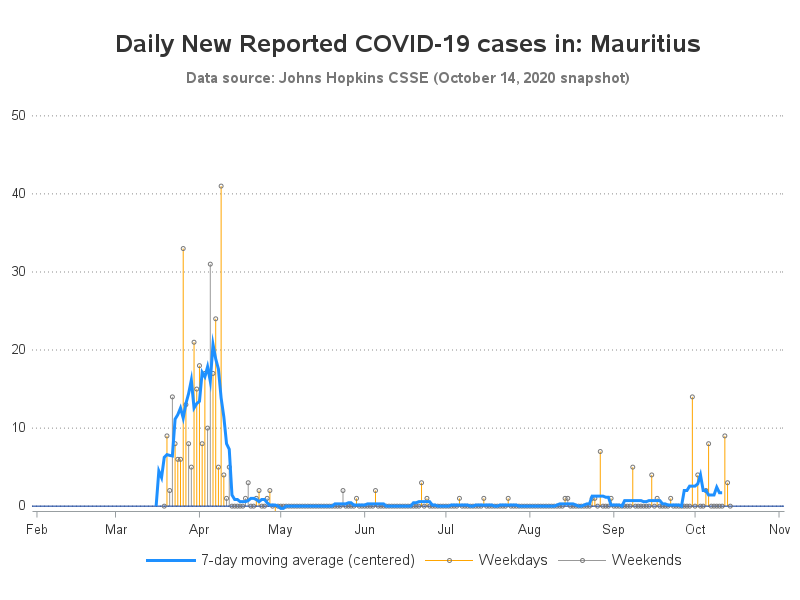 Daily New Reported COVID-19 cases in: Mauritius
Data source: Johns Hopkins CSSE (October 14, 2020 snapshot)
50
40
30
20
10
0
Feb Mar Apr May Jun Jul Aug Sep Oct Nov
7-day moving average (centered) Weekdays Weekends